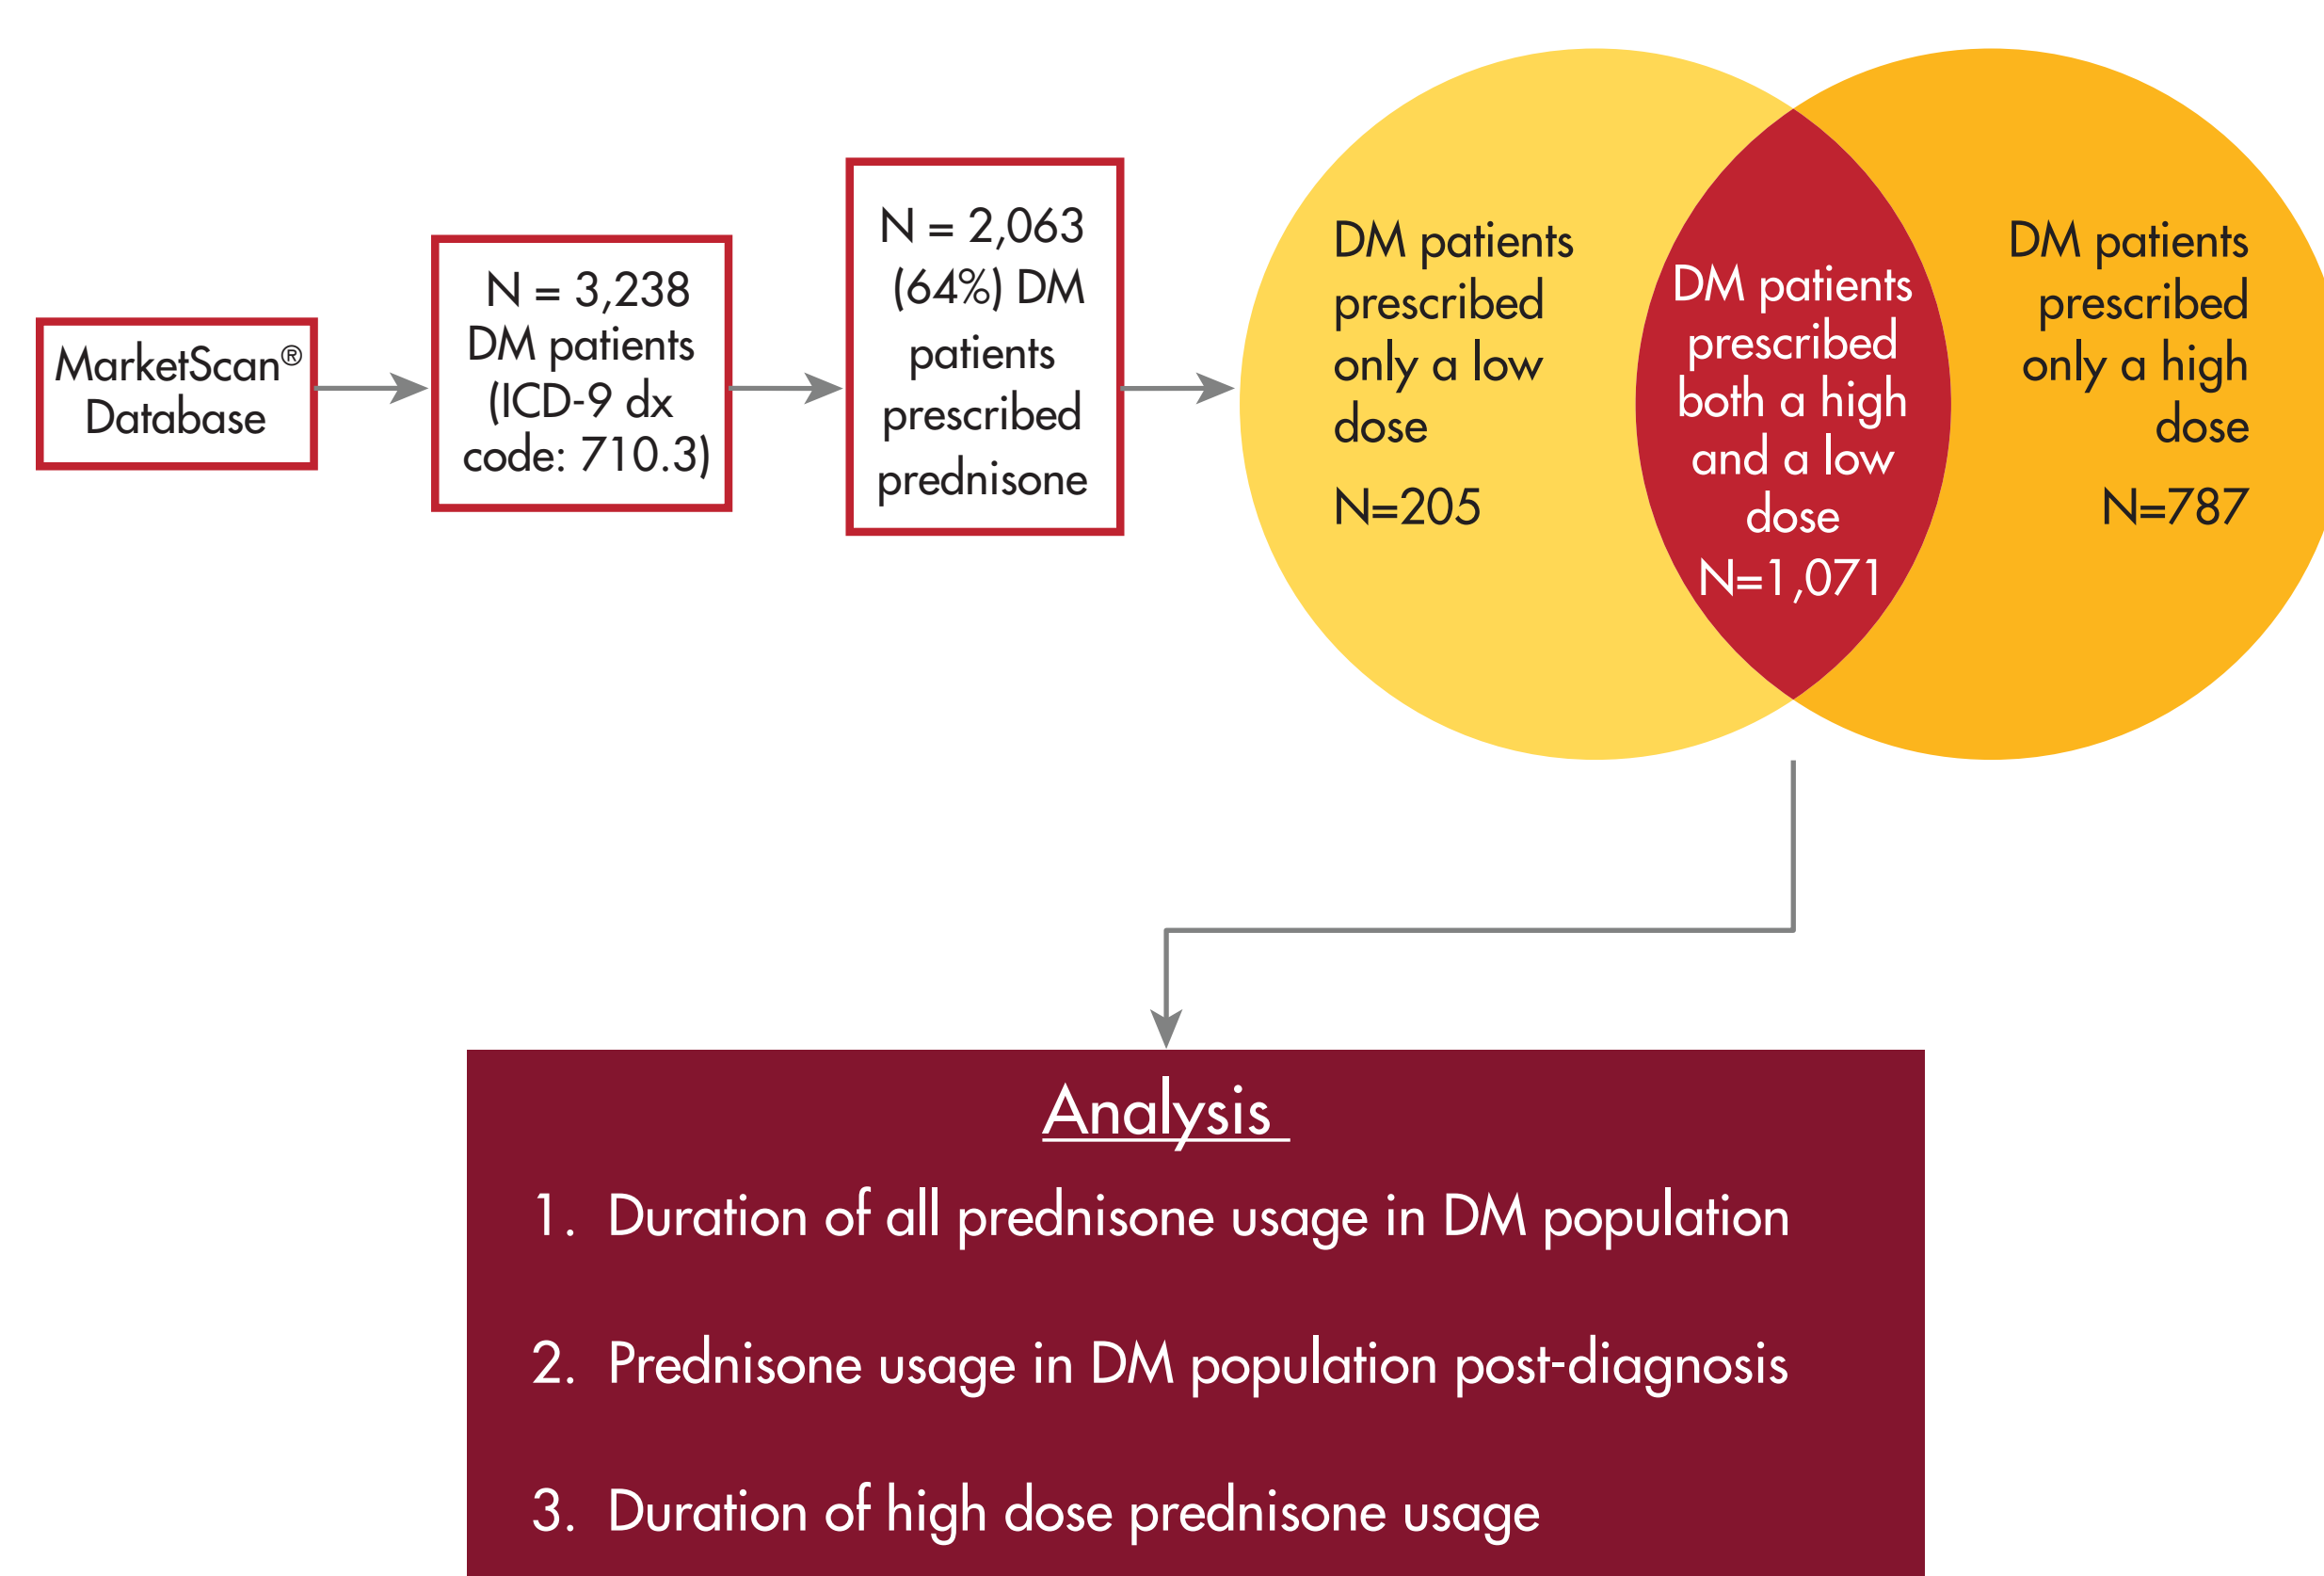 MarketScan®
Database
N = 3,238
DM patients
(ICD-9 dx
code: 710.3)
N = 2,063
(64%) DM
patients
prescribed
prednisone
DM patients
prescribed
only a low
dose
N=205
DM patients
prescribed
both a high
and a low
dose
N=1,071
DM patients
prescribed
only a high
dose
N=787
Analysis
1. Duration of all prednisone usage in DM population
2. Prednisone usage in DM population post-diagnosis
3. Duration of high dose prednisone usage